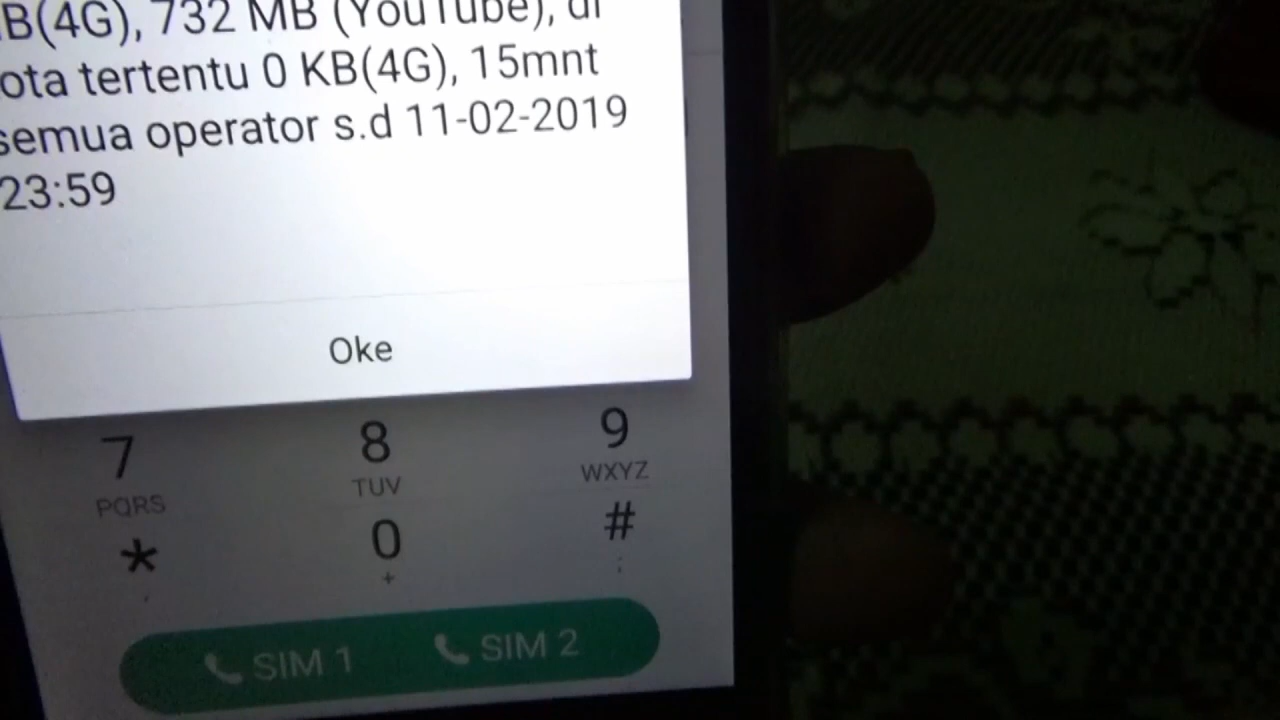 B(4G), 732 MB (YouTube), di
ota tertentu 0 KB(4G), 15mnt
semua operator s.d 11-02-2019
23:59
Oke
7 8 9
PQRS TUV WXYZ
* 0 #
, + ;
SIM 1 SIM 2